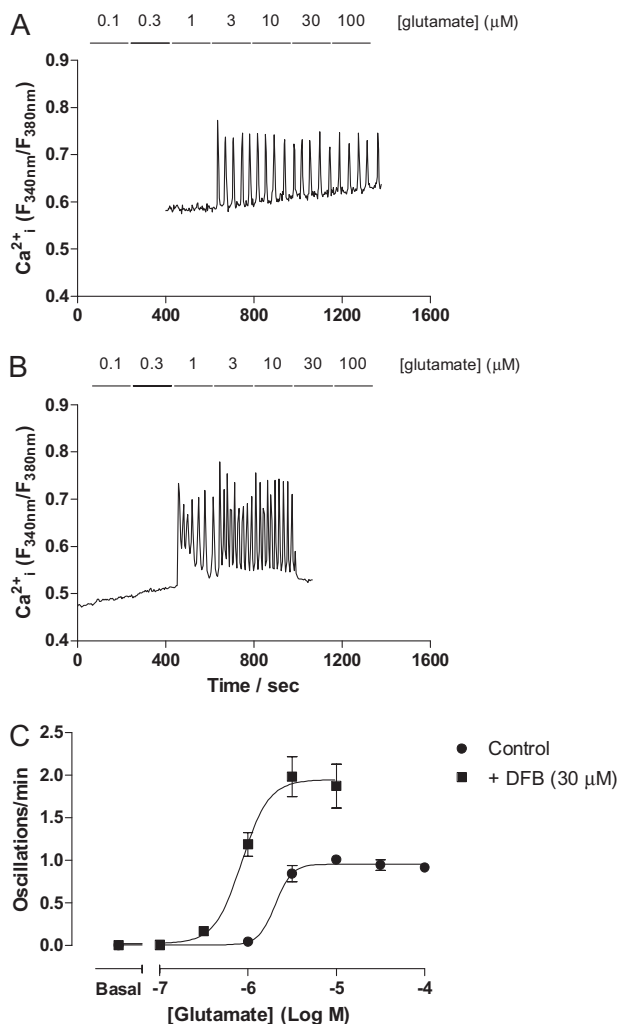 A
0.1 0.3 1 3 10 30 100 [glutamate] (μM)
0.9
0.8
0.7
0.6
0.5
0.4
Ca²⁺ᵢ (F₃₄₀ₙₘ/F₃₈₀ₙₘ)
0 400 800 1200 1600
B
0.1 0.3 1 3 10 30 100 [glutamate] (μM)
0.9
0.8
0.7
0.6
0.5
0.4
Ca²⁺ᵢ (F₃₄₀ₙₘ/F₃₈₀ₙₘ)
0 400 800 1200 1600
Time / sec
C
2.5
2.0
1.5
1.0
0.5
0.0
Oscillations/min
Control
+ DFB (30 μM)
Basal -7 -6 -5 -4
[Glutamate] (Log M)